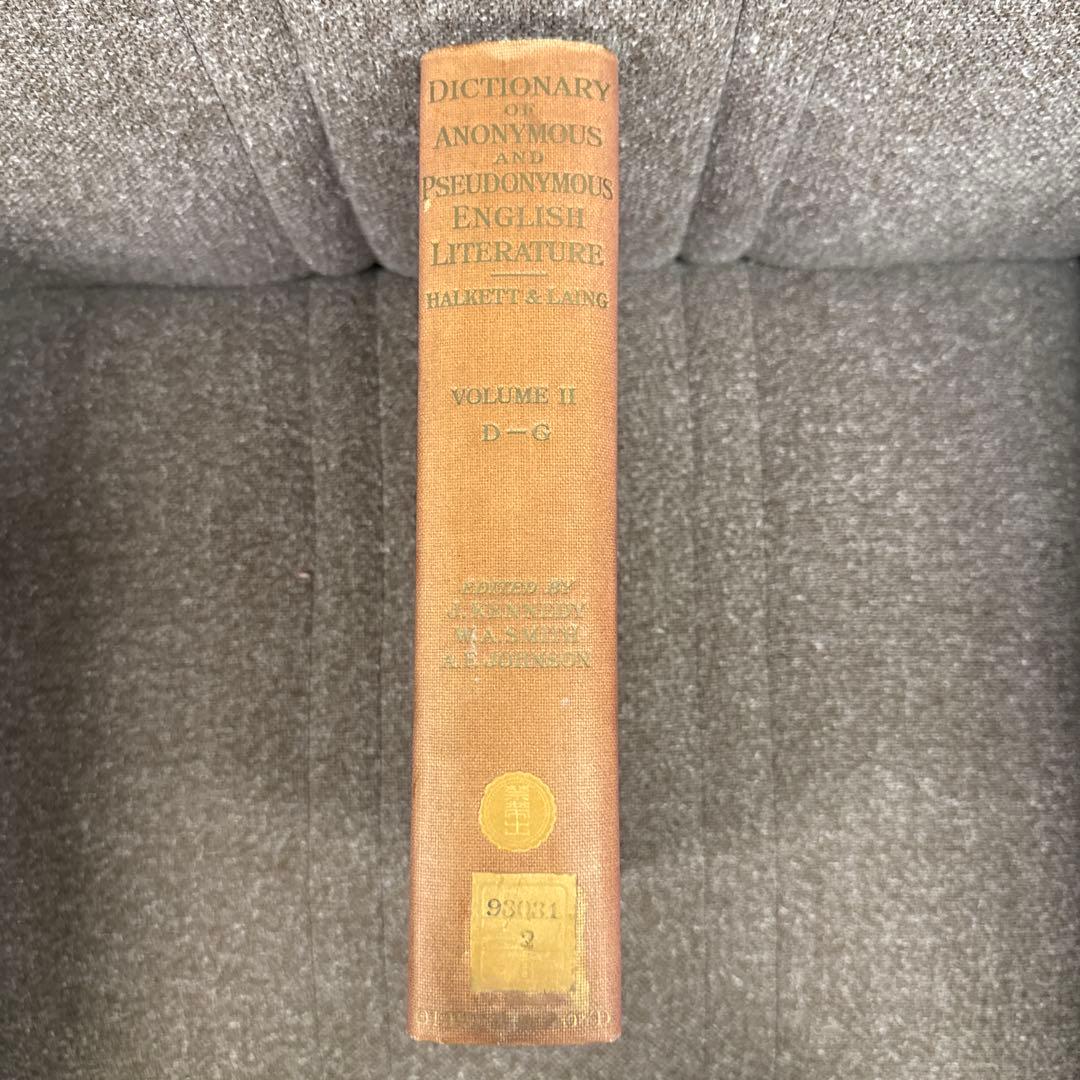 DICTIONARY
OF
ANONYMOUS
AND
PSEUDONYMOUS
ENGLISH
LITERATURE
HALKETT & LAING
VOLUME II
D—G
EDITED BY
J. KENNEDY
W. A. SMITH
A. F. JOHNSON
93031
2